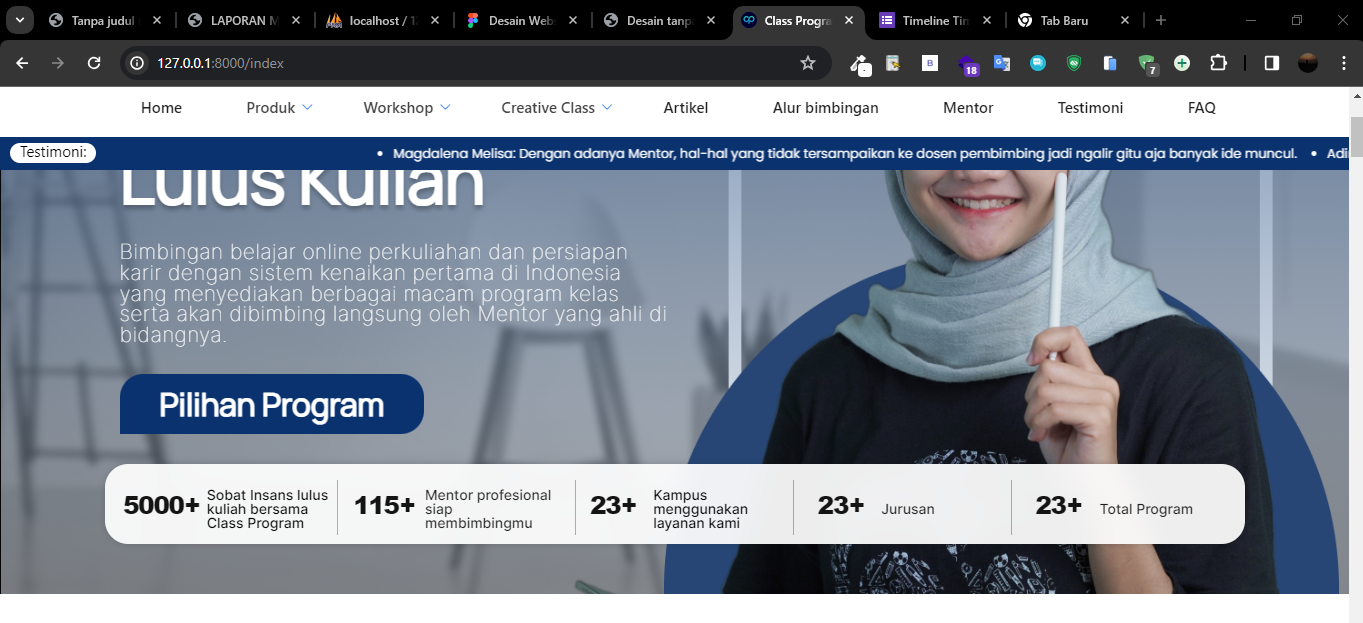 Tanpa judul
LAPORAN M
localhost / 12
Desain Web
Desain tanp
Class Progra
Timeline Tim
Tab Baru
127.0.0.1:8000/index
B
18
7
Home
Produk
Workshop
Creative Class
Artikel
Alur bimbingan
Mentor
Testimoni
FAQ
Testimoni:
• Magdalena Melisa: Dengan adanya Mentor, hal-hal yang tidak tersampaikan ke dosen pembimbing jadi ngalir gitu aja banyak ide muncul.
• Adi
Lulus Kuliah
Bimbingan belajar online perkuliahan dan persiapan
karir dengan sistem kenaikan pertama di Indonesia
yang menyediakan berbagai macam program kelas
serta akan dibimbing langsung oleh Mentor yang ahli di
bidangnya.
Pilihan Program
5000+
Sobat Insans lulus
kuliah bersama
Class Program
115+
Mentor profesional
siap
membimbingmu
23+
Kampus
menggunakan
layanan kami
23+
Jurusan
23+
Total Program